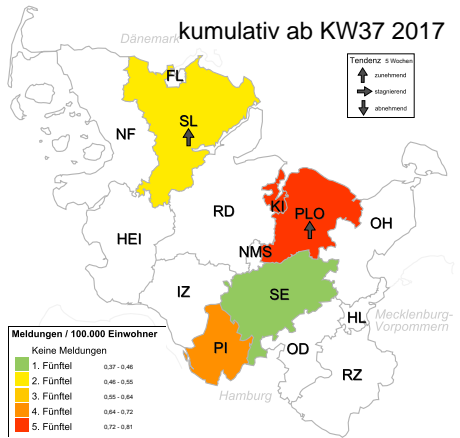 kumulativ ab KW37 2017
Dänemark
Tendenz 5 Wochen
zunehmend
stagnierend
abnehmend
FL
SL
NF
RD
KI
PLO
OH
HEI
NMS
IZ
SE
HL
Mecklenburg-
Vorpommern
PI
OD
RZ
Hamburg
Meldungen / 100.000 Einwohner
Keine Meldungen
1. Fünftel 0,37 - 0,46
2. Fünftel 0,46 - 0,55
3. Fünftel 0,55 - 0,64
4. Fünftel 0,64 - 0,72
5. Fünftel 0,72 - 0,81